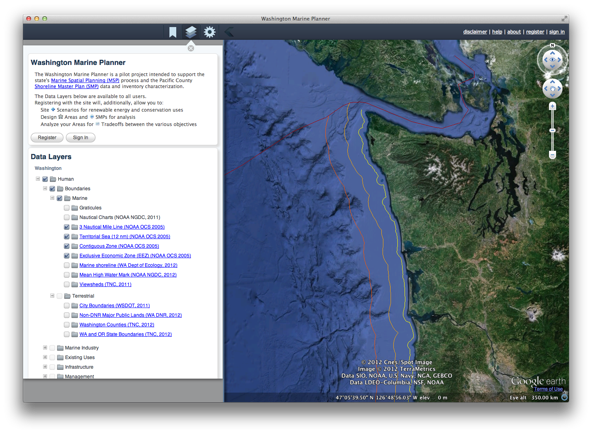 Washington Marine Planner
disclaimer | help | about | register | sign in
Washington Marine Planner
The Washington Marine Planner is a pilot project intended to support the
state's Marine Spatial Planning (MSP) process and the Pacific County
Shoreline Master Plan (SMP) data and inventory characterization.
The Data Layers below are available to all users.
Registering with the site will, additionally, allow you to:
Site Scenarios for renewable energy and conservation uses
Design Areas and SMPs for analysis
Analyze your Areas for Tradeoffs between the various objectives
Register Sign In
Data Layers
Washington
Human
Boundaries
Marine
Graticules
Nautical Charts (NOAA NGDC, 2011)
3 Nautical Mile Line (NOAA OCS 2005)
Territorial Sea (12 nm) (NOAA OCS 2005)
Contiguous Zone (NOAA OCS 2005)
Exclusive Economic Zone (EEZ) (NOAA OCS 2005)
Marine shoreline (WA Dept of Ecology, 2012)
Mean High Water Mark (NOAA NGDC, 2011)
Viewsheds (TNC, 2011)
Terrestrial
City Boundaries (WSDOT, 2011)
Non-DNR Major Public Lands (WA DNR, 2012)
Washington Counties (TNC, 2012)
WA and OR State Boundaries (TNC, 2012)
Marine Industry
Existing Uses
Infrastructure
Management
N
© 2012 Cnes/Spot Image
Image © 2012 TerraMetrics
Data SIO, NOAA, U.S. Navy, NGA, GEBCO
Data LDEO-Columbia, NSF, NOAA
Google earth
Terms of Use
47°05'39.50" N 126°48'56.03" W elev 0 m Eye alt 350.00 km